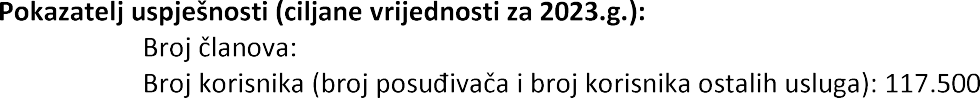 Pokazatelj uspješnosti (ciljane vrijednosti za 2023.g.):
Broj članova:
Broj korisnika (broj posuđivača i broj korisnika ostalih usluga): 117.500